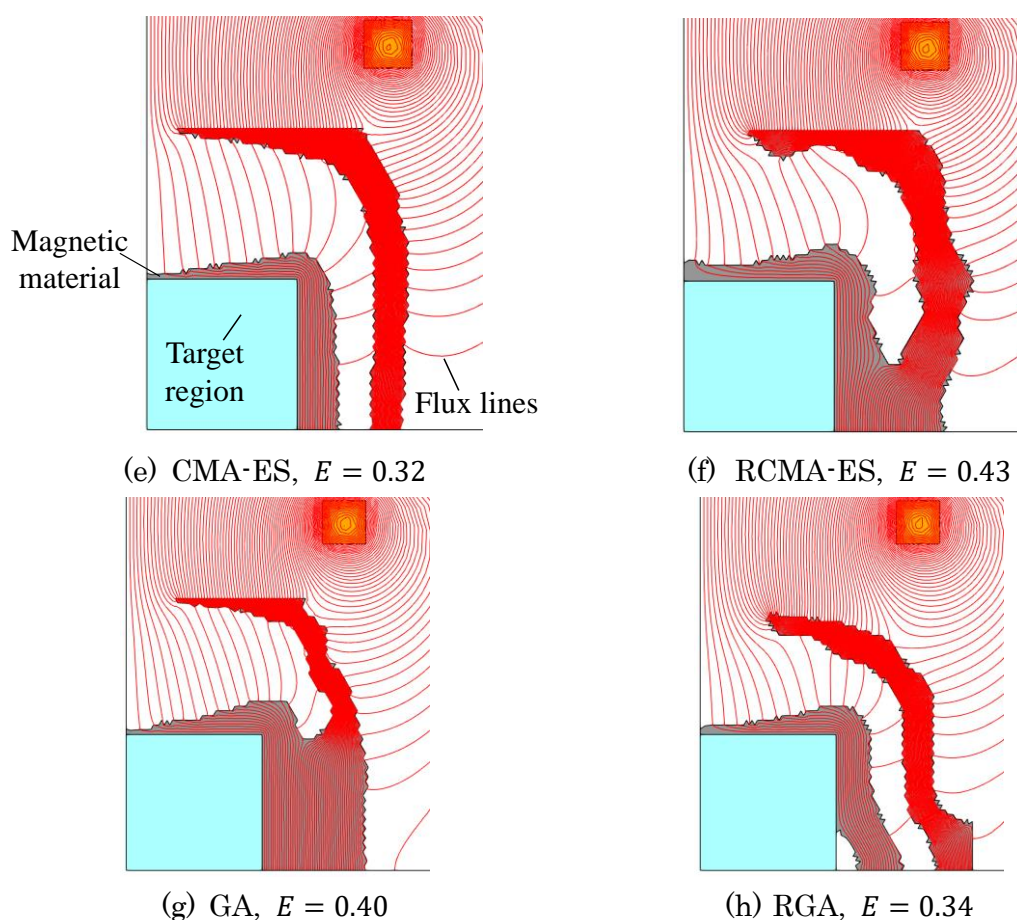 Magnetic
material
Target
region
Flux lines
(e) CMA-ES, E = 0.32
(f) RCMA-ES, E = 0.43
(g) GA, E = 0.40
(h) RGA, E = 0.34